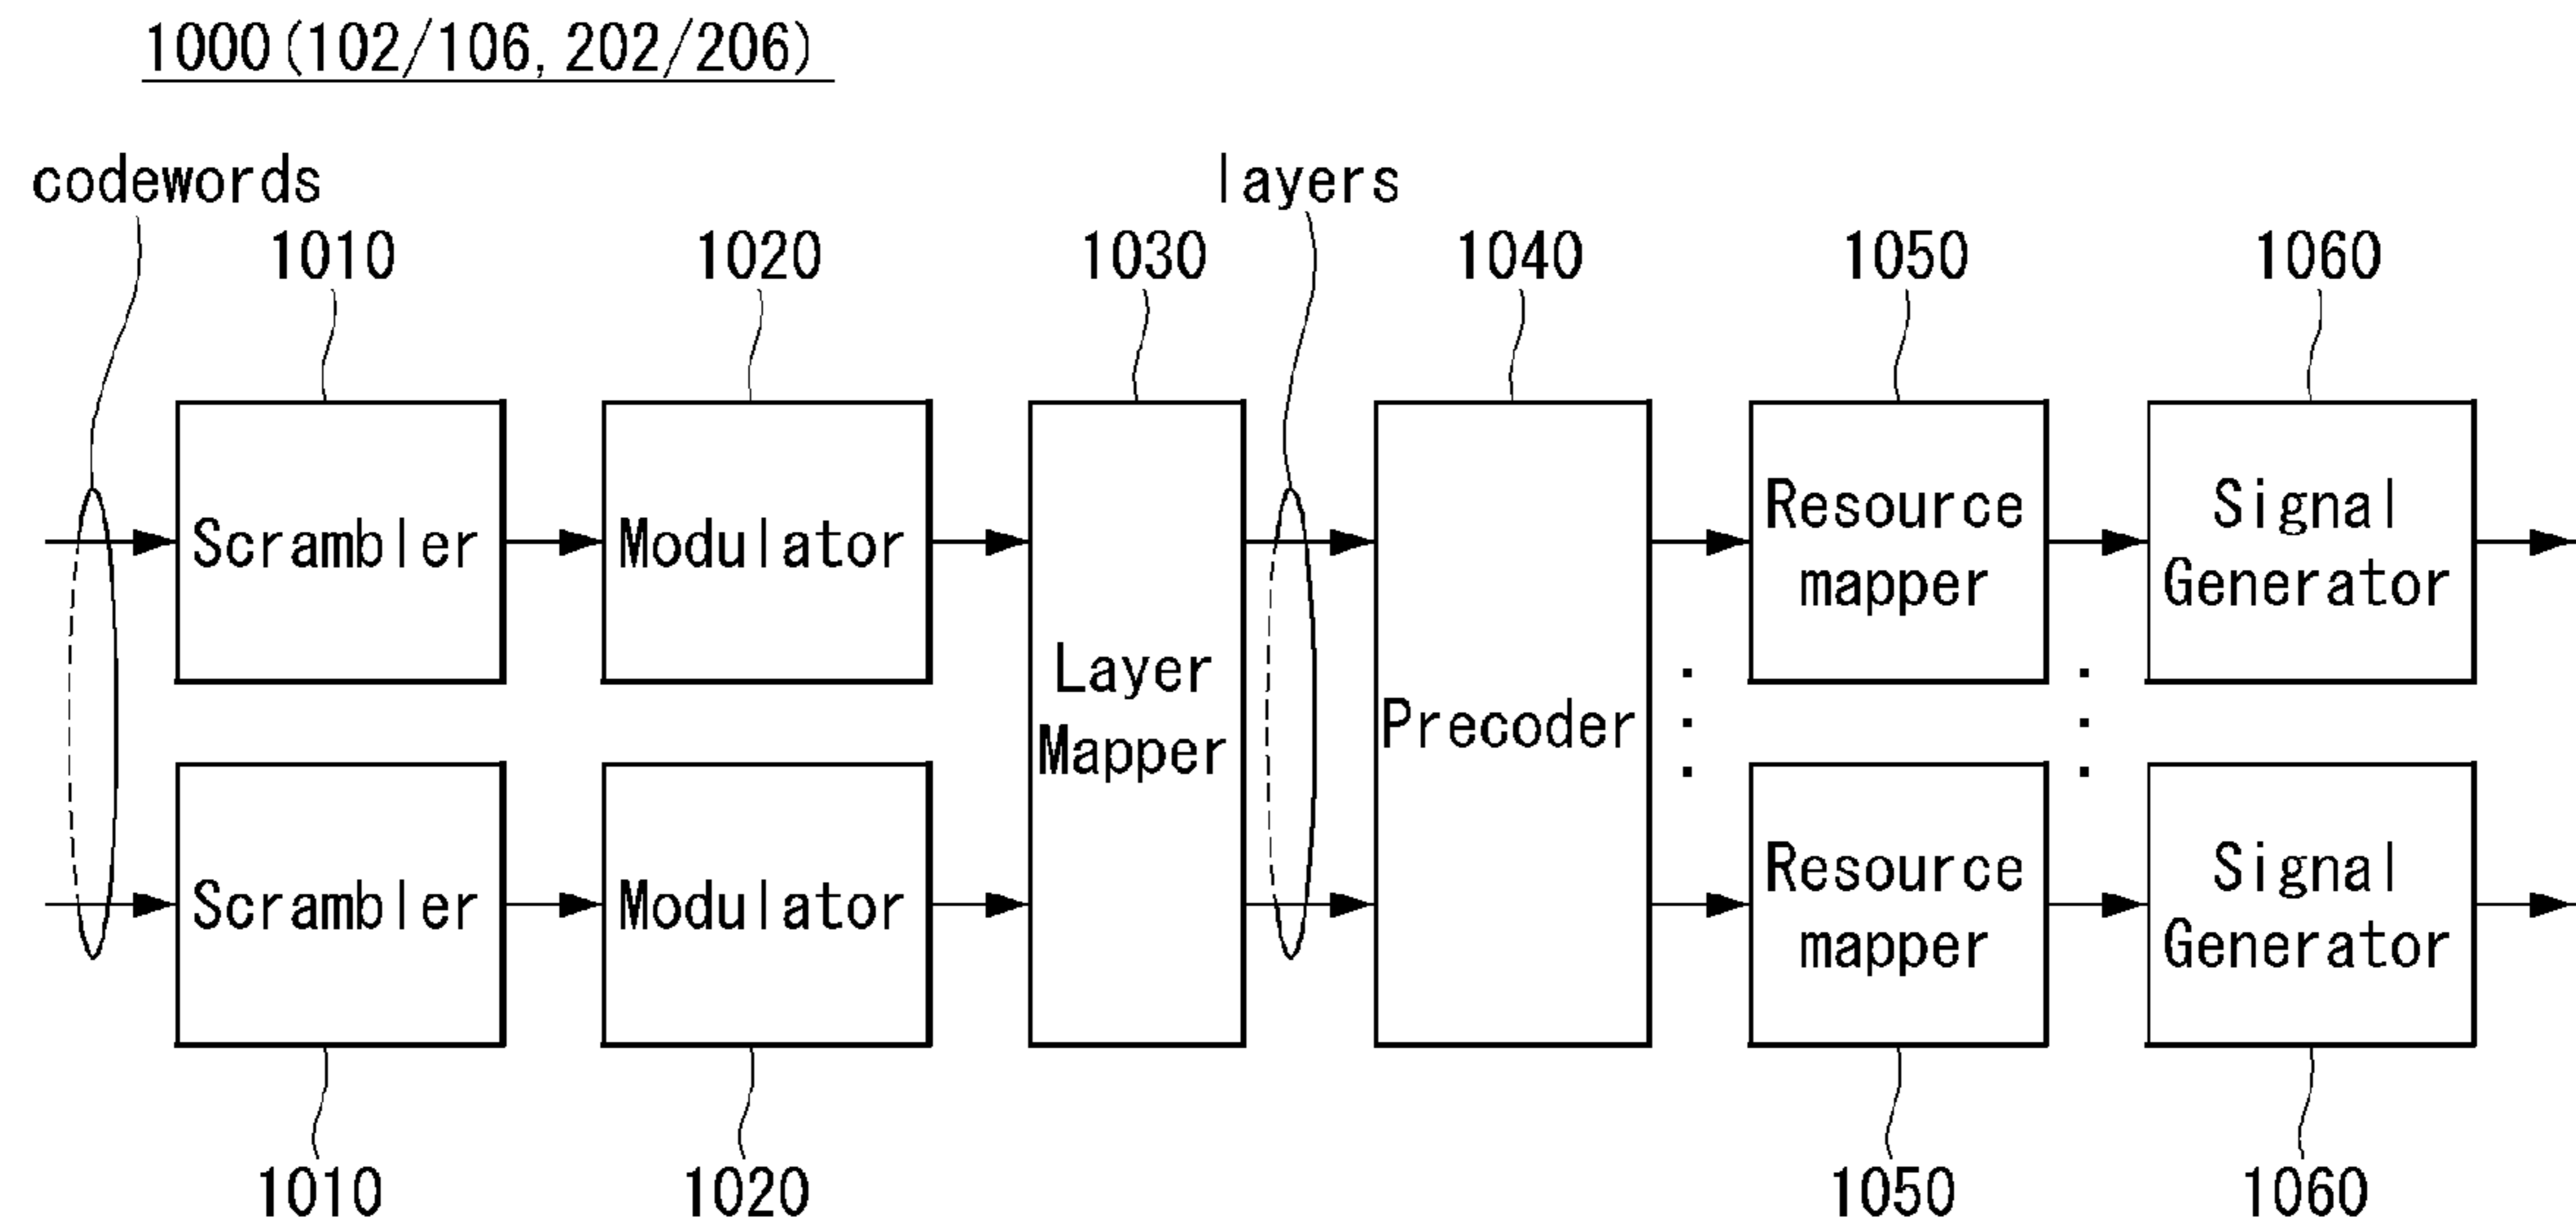 1000(102/106, 202/206)
codewords
layers
1010
1020
1030
1040
1050
1060
Scrambler
Modulator
Layer
Mapper
Precoder
Resource
mapper
Signal
Generator
Scrambler
Modulator
Resource
mapper
Signal
Generator
1010
1020
1050
1060